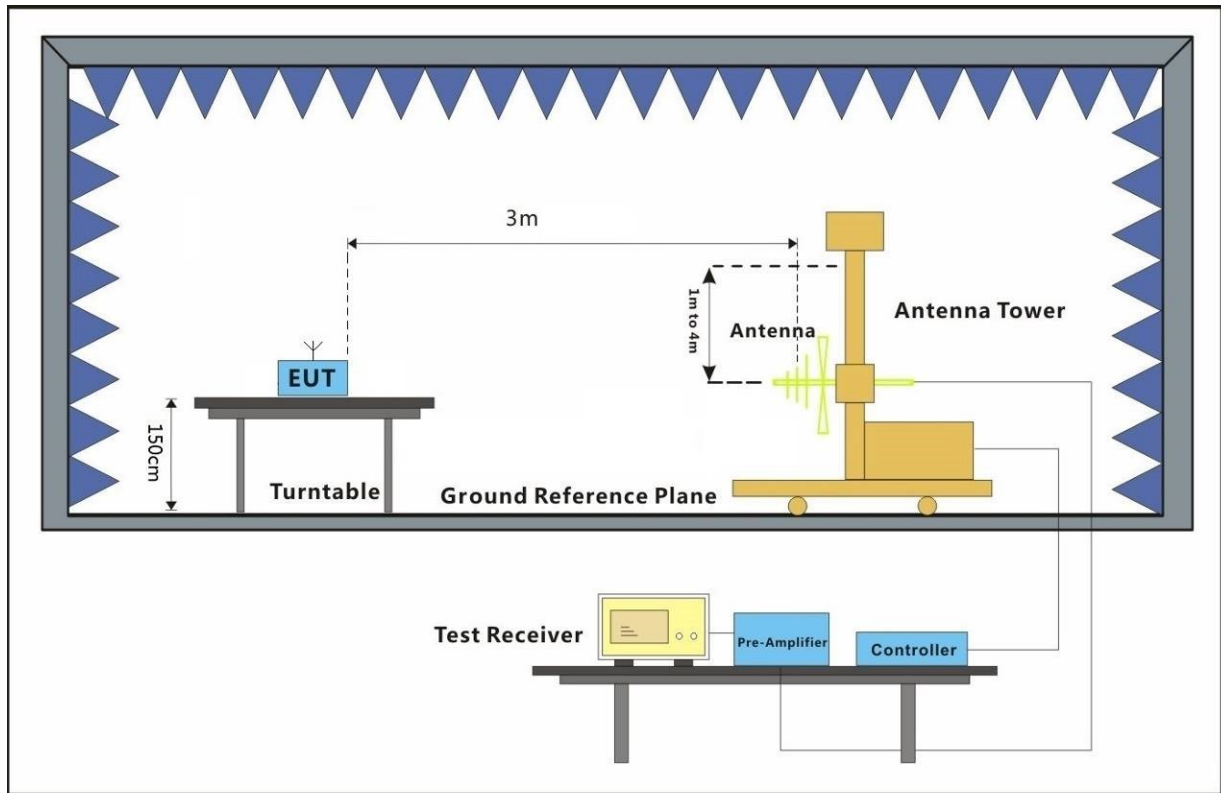 3m
1m to 4m
Antenna
Antenna Tower
EUT
150cm
Turntable
Ground Reference Plane
Test Receiver
Pre-Amplifier
Controller